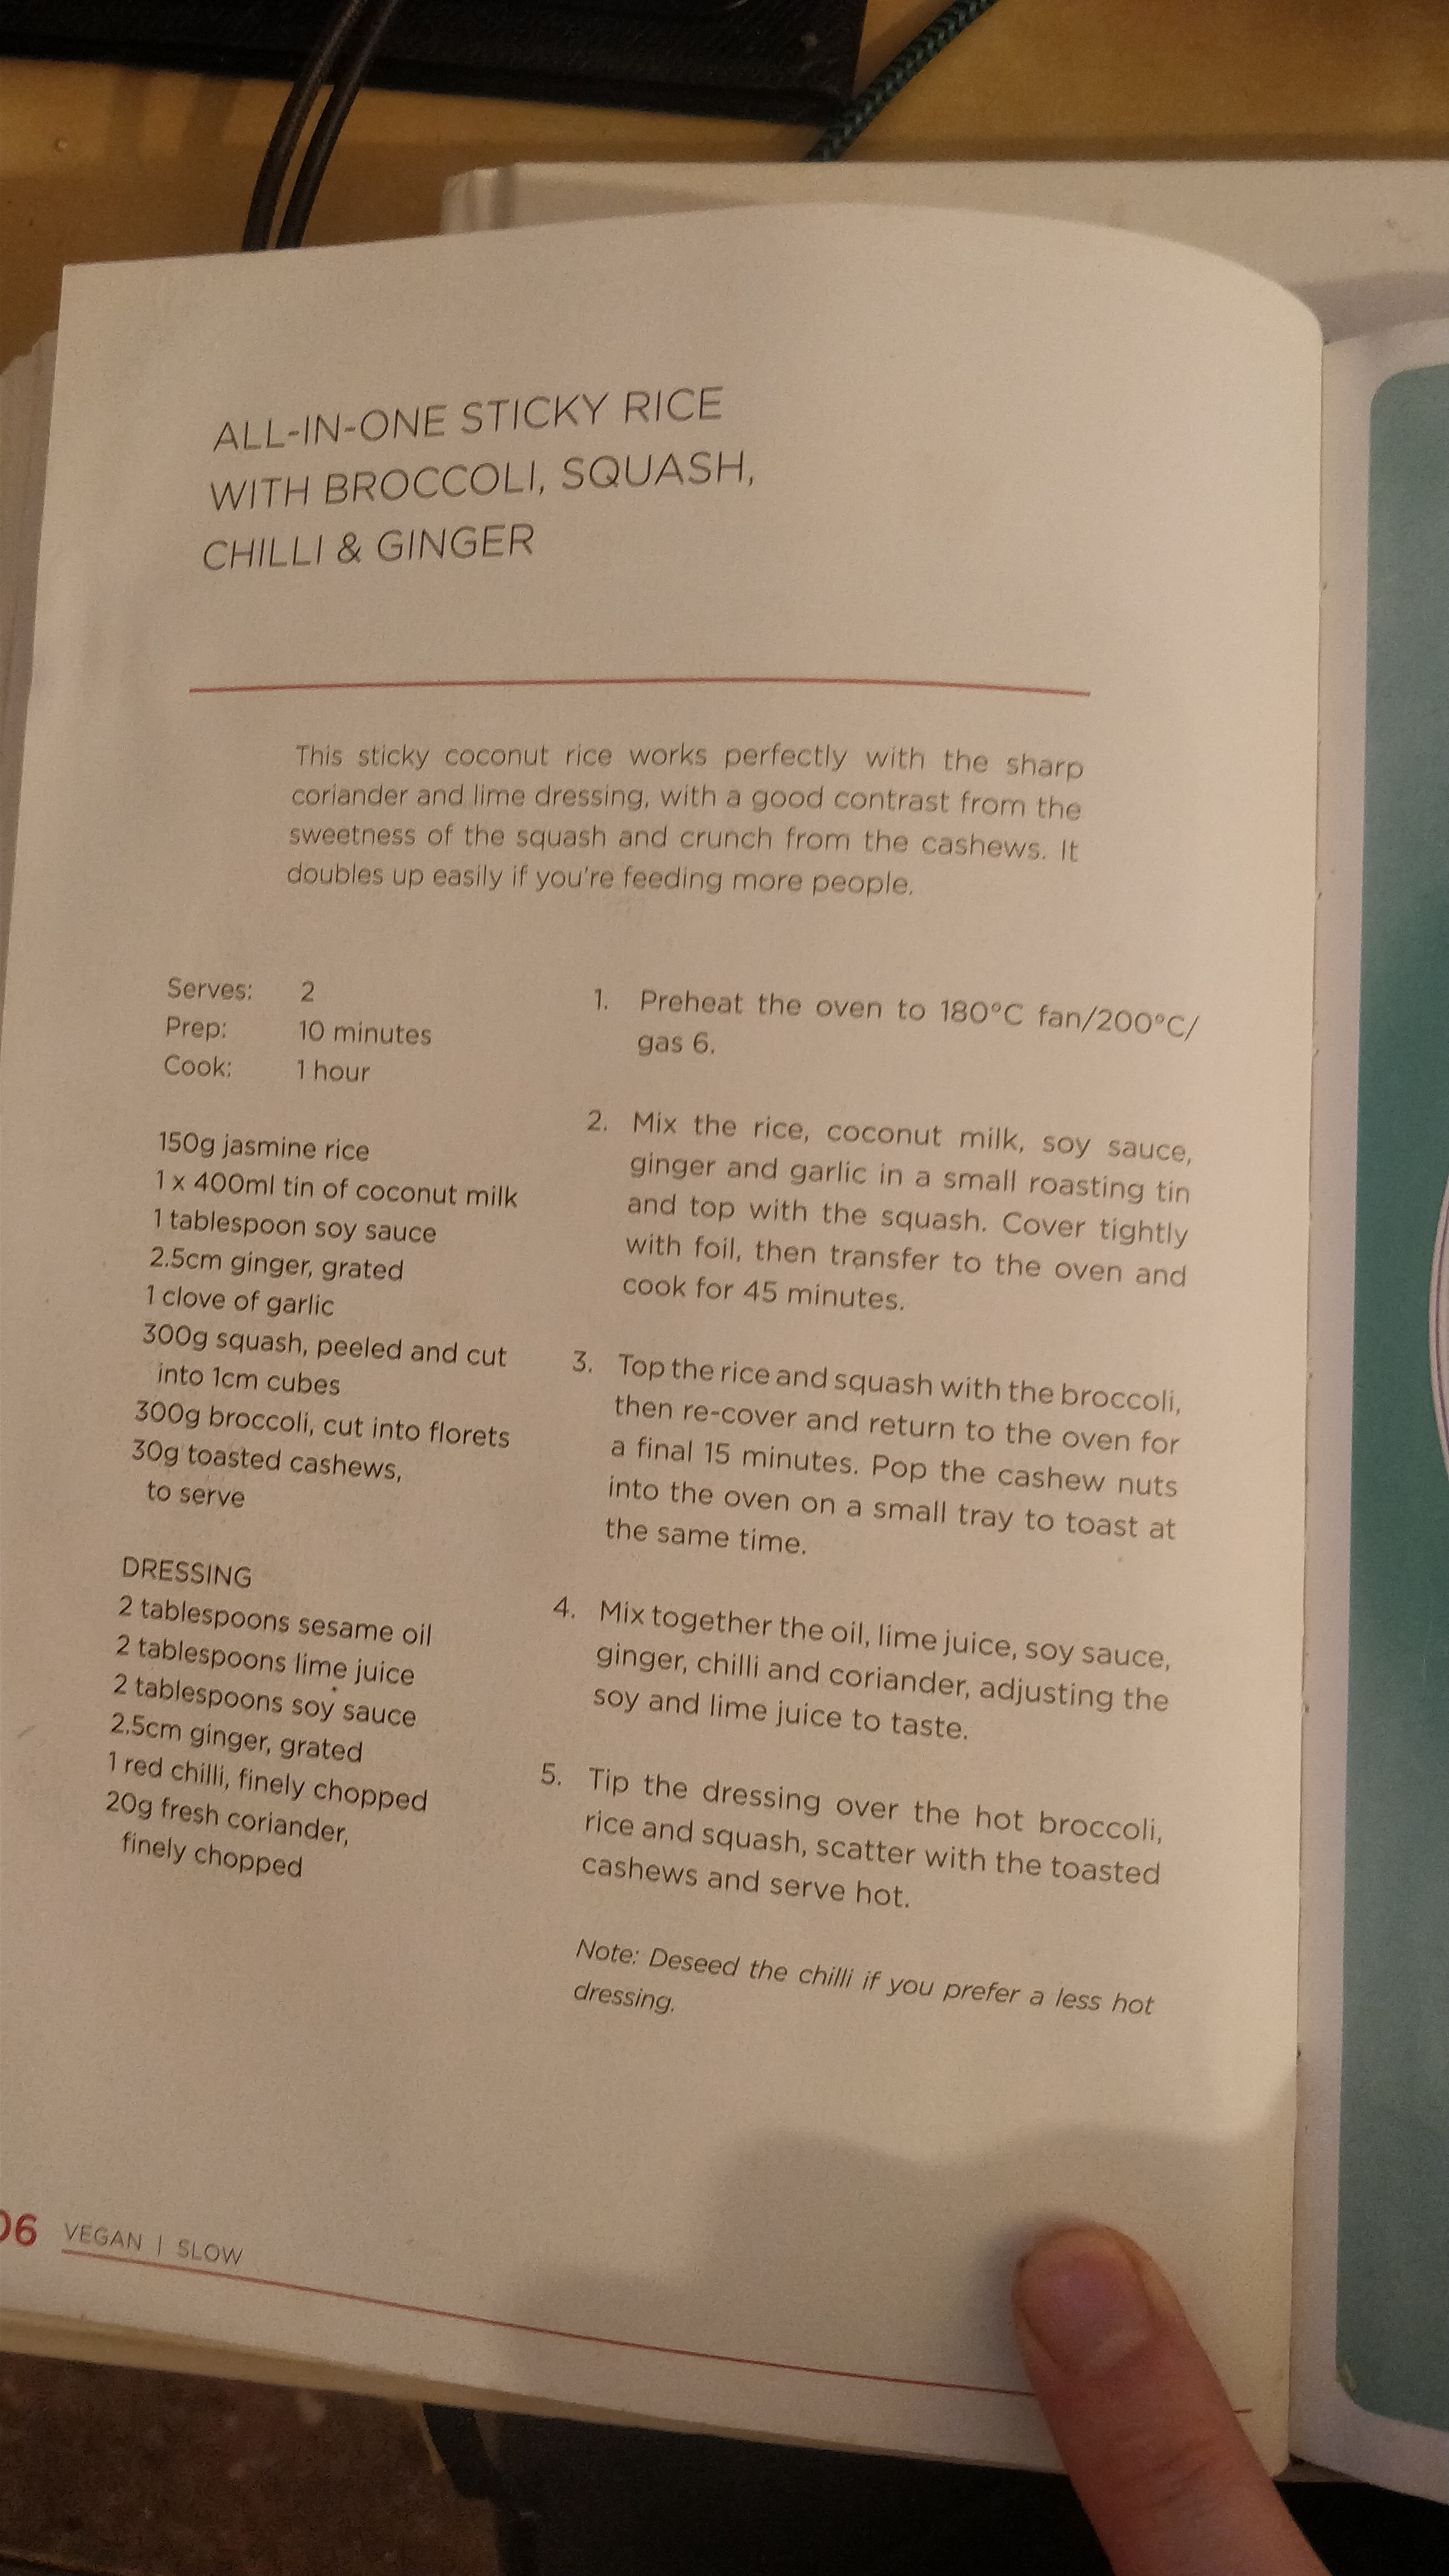 ALL-IN-ONE STICKY RICE
WITH BROCCOLI, SQUASH,
CHILLI & GINGER
This sticky coconut rice works perfectly with the sharp
coriander and lime dressing, with a good contrast from the
sweetness of the squash and crunch from the cashews. It
doubles up easily if you're feeding more people.
Serves: 2
Prep: 10 minutes
Cook: 1 hour
150g jasmine rice
1 x 400ml tin of coconut milk
1 tablespoon soy sauce
2.5cm ginger, grated
1 clove of garlic
300g squash, peeled and cut
into 1cm cubes
300g broccoli, cut into florets
30g toasted cashews,
to serve
DRESSING
2 tablespoons sesame oil
2 tablespoons lime juice
2 tablespoons soy sauce
2.5cm ginger, grated
1 red chilli, finely chopped
20g fresh coriander,
finely chopped
1. Preheat the oven to 180°C fan/200°C/
gas 6.
2. Mix the rice, coconut milk, soy sauce,
ginger and garlic in a small roasting tin
and top with the squash. Cover tightly
with foil, then transfer to the oven and
cook for 45 minutes.
3. Top the rice and squash with the broccoli,
then re-cover and return to the oven for
a final 15 minutes. Pop the cashew nuts
into the oven on a small tray to toast at
the same time.
4. Mix together the oil, lime juice, soy sauce,
ginger, chilli and coriander, adjusting the
soy and lime juice to taste.
5. Tip the dressing over the hot broccoli,
rice and squash, scatter with the toasted
cashews and serve hot.
Note: Deseed the chilli if you prefer a less hot
dressing.
06 VEGAN | SLOW